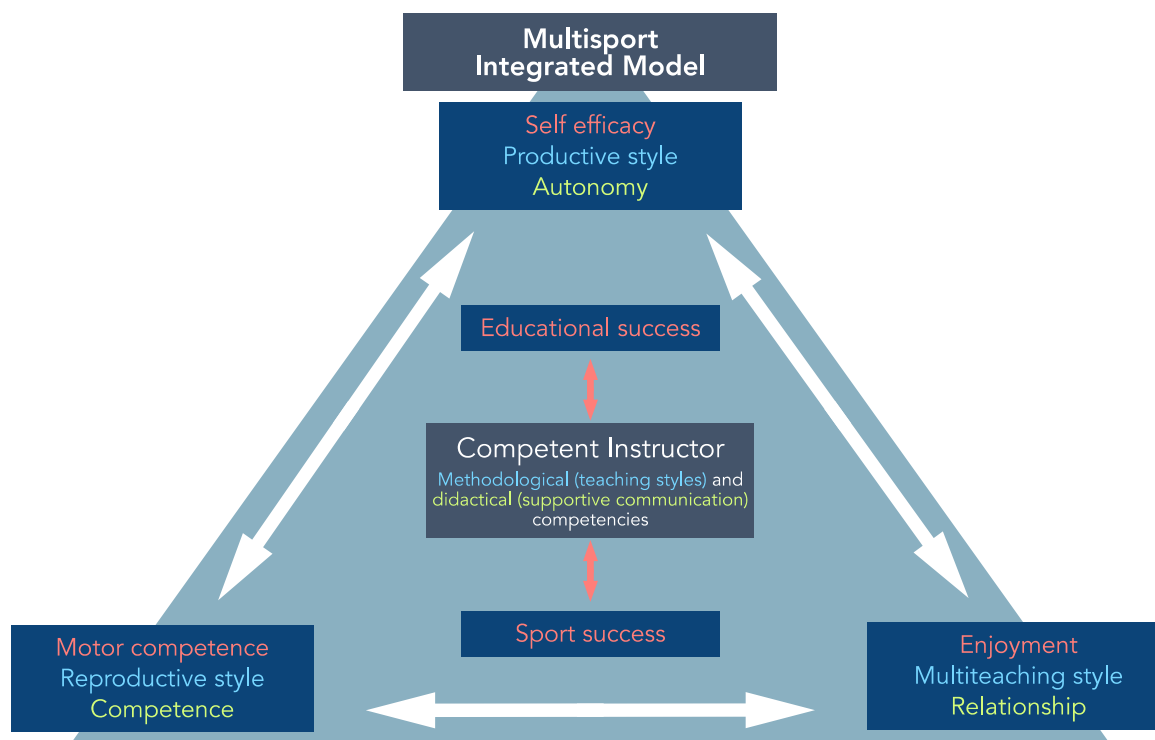 Multisport
Integrated Model
Self efficacy
Productive style
Autonomy
Educational success
Competent Instructor
Methodological (teaching styles) and
didactical (supportive communication)
competencies
Sport success
Motor competence
Reproductive style
Competence
Enjoyment
Multiteaching style
Relationship